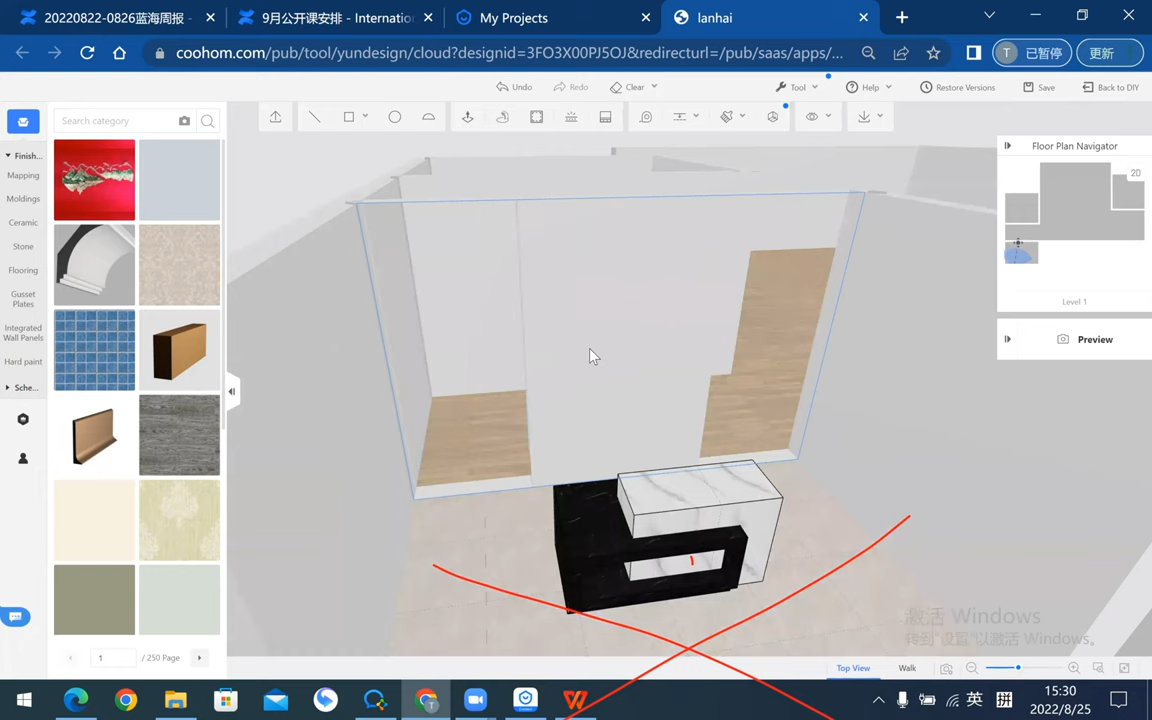 20220822-0826蓝海周报 -
9月公开课安排 - Internatio
My Projects
lanhai
coohom.com/pub/tool/yundesign/cloud?designid=3FO3X00PJ5OJ&redirecturl=/pub/saas/apps/...
T 已暂停
更新
Undo
Redo
Clear
Tool
Help
Restore Versions
Save
Back to DIY
Search category
Finish...
Mapping
Moldings
Ceramic
Stone
Flooring
Gusset
Plates
Integrated
Wall Panels
Hard paint
Sche...
1 / 250 Page
Floor Plan Navigator
2D
Level 1
Preview
激活 Windows
转到"设置"以激活 Windows。
Top View
Walk
英
拼
15:30
2022/8/25